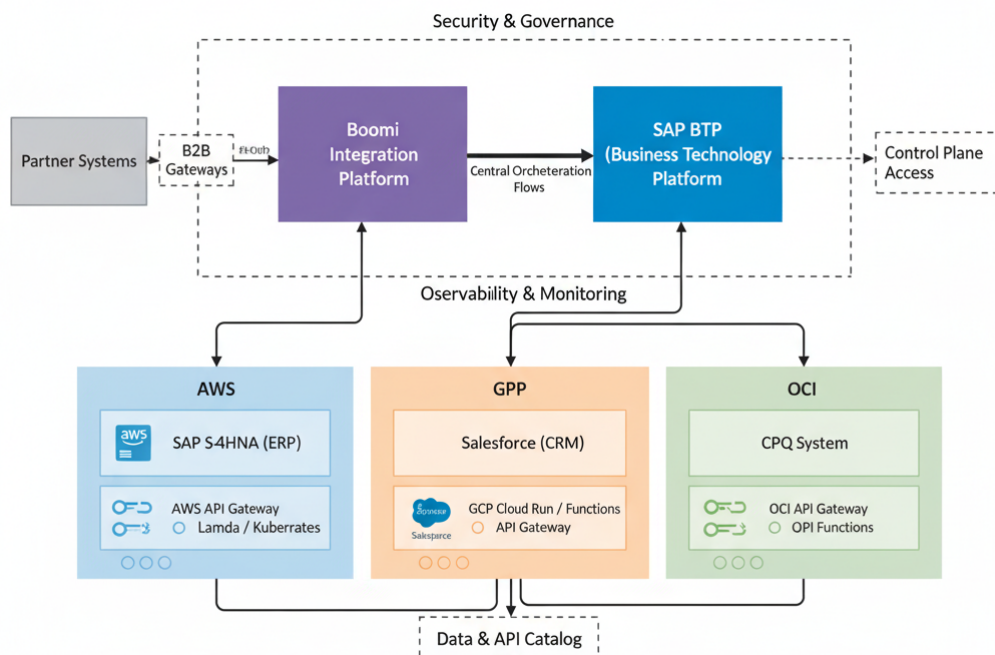 Security & Governance
Partner Systems
B2B
Gateways
Boomi
Integration
Platform
Central Orcheteration
Flows
SAP BTP
(Business Technology
Platform)
Control Plane
Access
Oservability & Monitoring
AWS
aws
SAP S4HNA (ERP)
AWS API Gateway
Lamda / Kuberrates
GPP
Salesforce (CRM)
GCP Cloud Run / Functions
API Gateway
OCI
CPQ System
OCI API Gateway
OPI Functions
Data & API Catalog